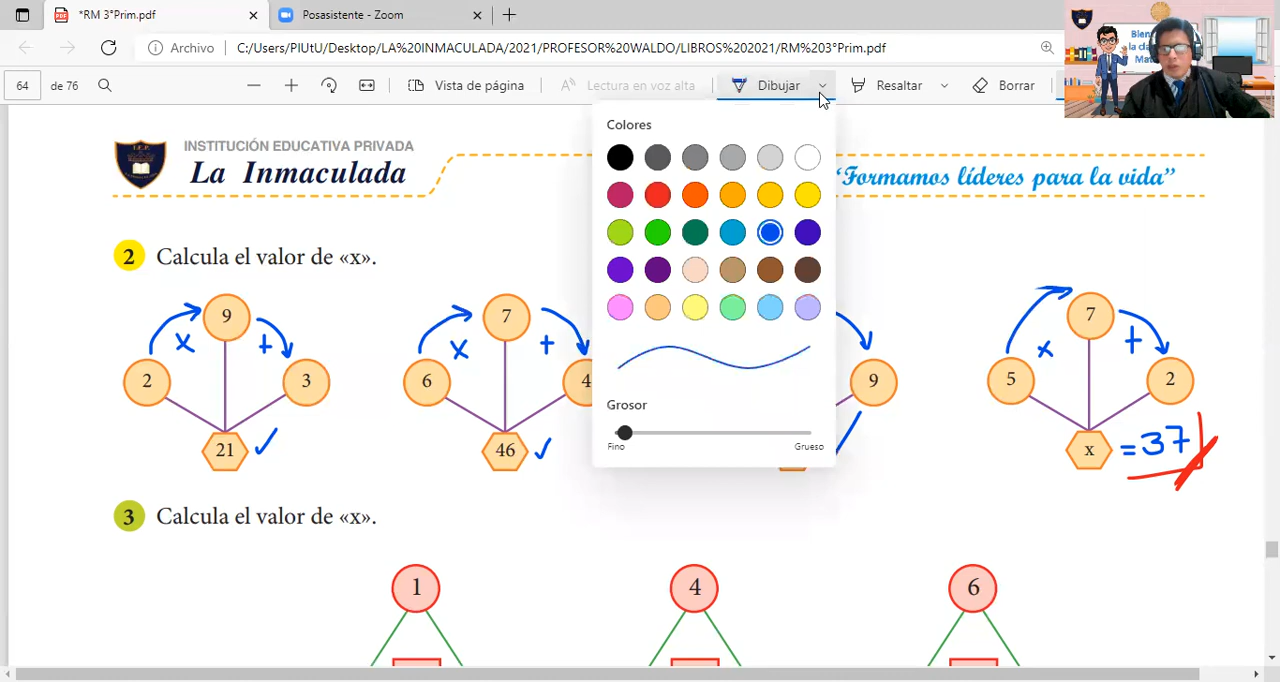 *RM 3°Prim.pdf
Posasistente - Zoom
Archivo
C:/Users/PIUtU/Desktop/LA%20INMACULADA/2021/PROFESOR%20WALDO/LIBROS%202021/RM%203°Prim.pdf
64 de 76
Vista de página
Lectura en voz alta
Dibujar
Resaltar
Borrar
Colores
Grosor
Fino
Grueso
INSTITUCIÓN EDUCATIVA PRIVADA
La Inmaculada
“Formamos líderes para la vida”
2 Calcula el valor de «x».
9 7 7
x + x + x +
2 3 6 4 9 5 2
21 46 x = 37
3 Calcula el valor de «x».
1 4 6